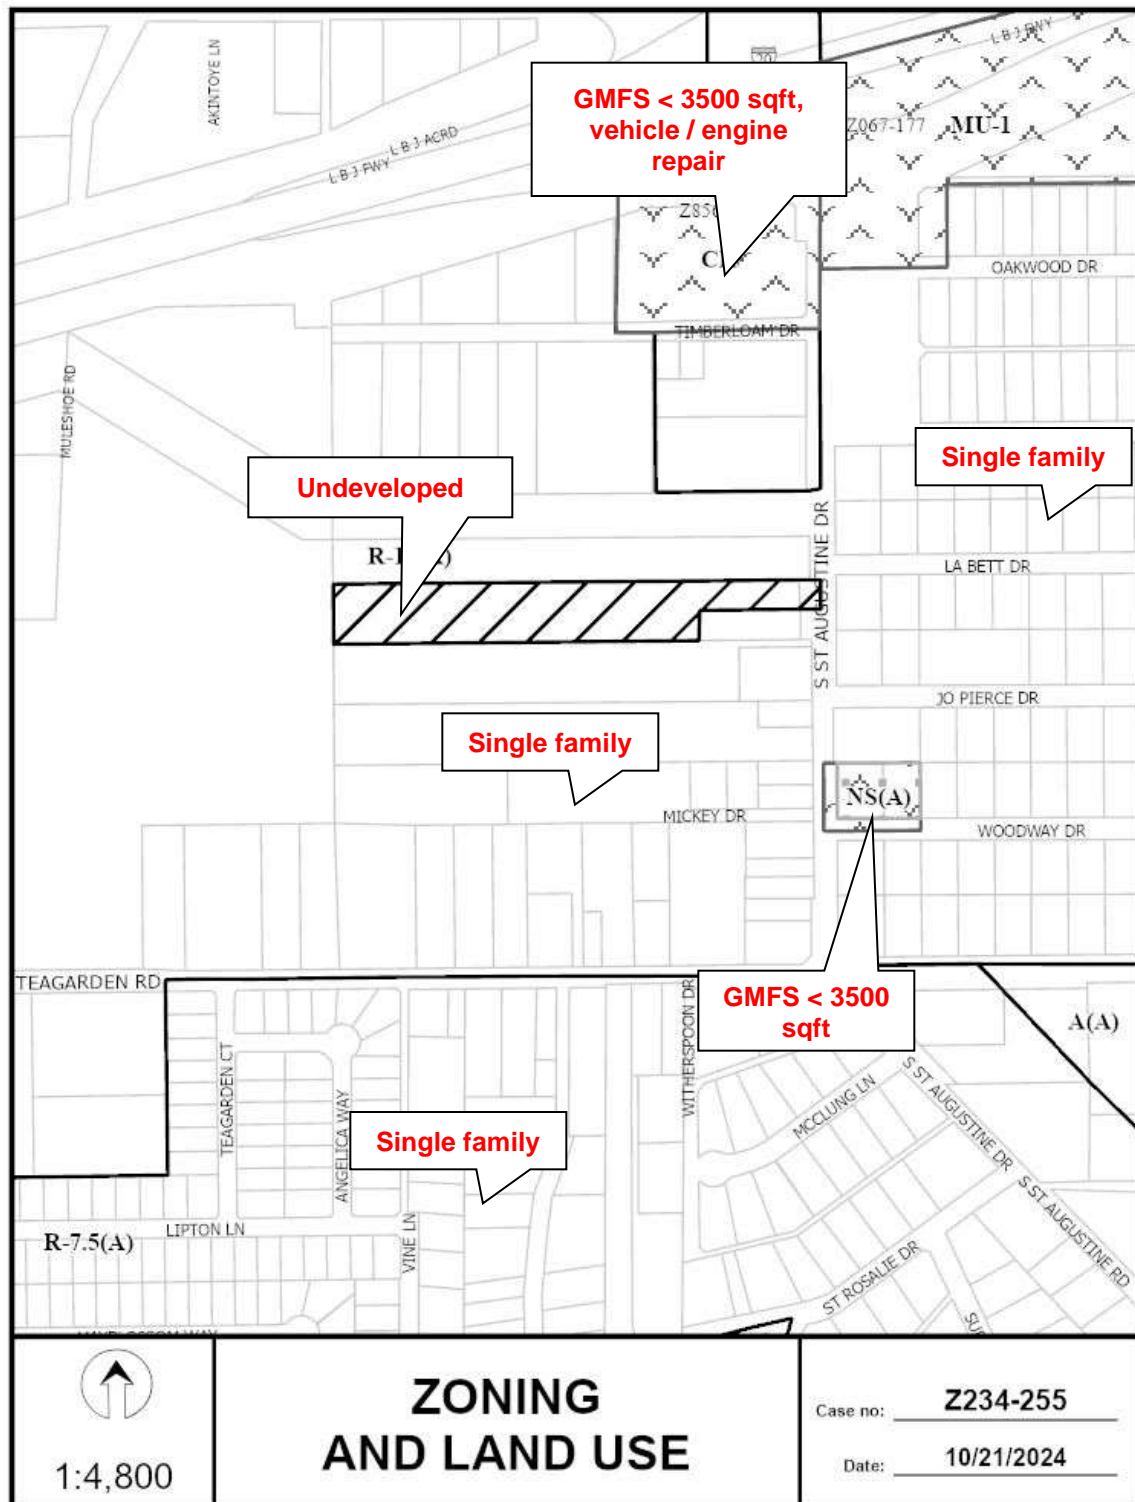 AKINTOYE LN
L B J FWY
L B J ACRD
20
L B J FWY
GMFS < 3500 sqft,
vehicle / engine
repair
Z067-177
MU-1
OAKWOOD DR
TIMBERLOAM DR
MULESHOE RD
Single family
Undeveloped
S ST AUGUSTINE DR
LA BETT DR
JO PIERCE DR
Single family
NS(A)
MICKEY DR
WOODWAY DR
TEAGARDEN RD
GMFS < 3500
sqft
A(A)
WITHERSPOON DR
TEAGARDEN CT
ANGELICA WAY
MCCLUNG LN
S ST AUGUSTINE DR
Single family
S ST AUGUSTINE RD
LIPTON LN
R-7.5(A)
VINE LN
ST ROSALIE DR
1:4,800
ZONING
AND LAND USE
Case no: Z234-255
Date: 10/21/2024